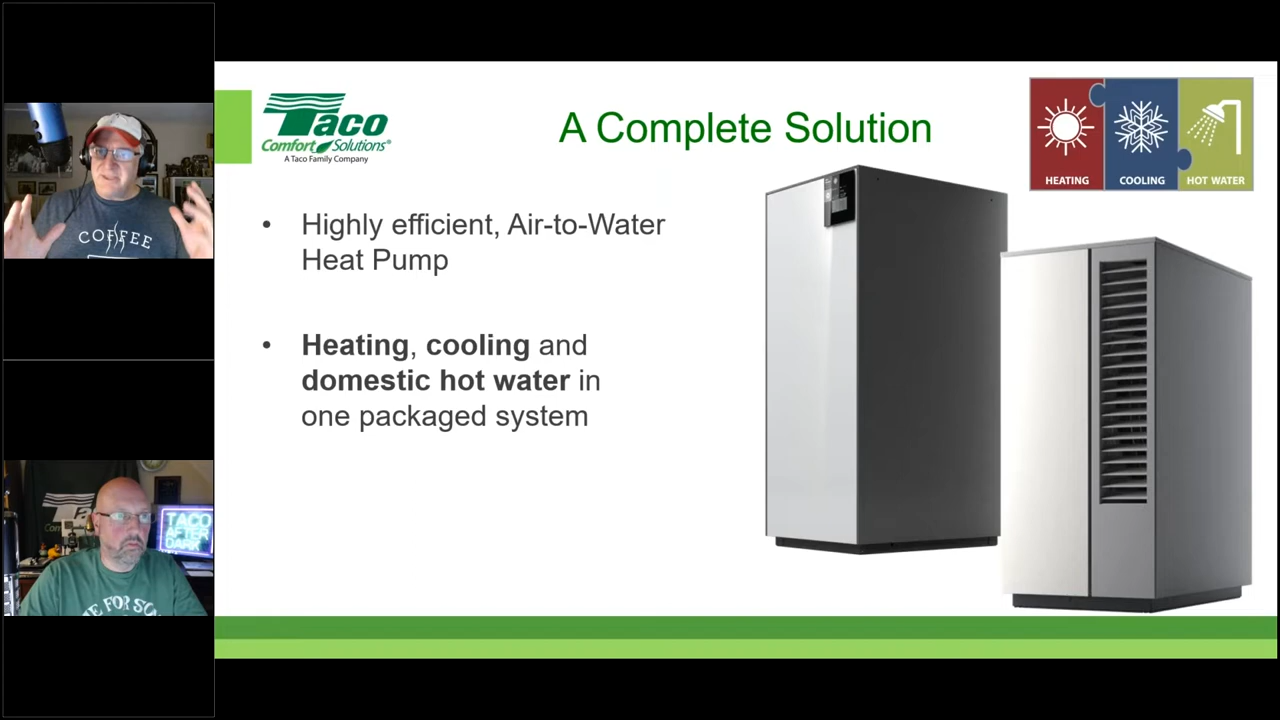 Taco
Comfort Solutions®
A Taco Family Company
A Complete Solution
HEATING
COOLING
HOT WATER
• Highly efficient, Air-to-Water
Heat Pump
• Heating, cooling and
domestic hot water in
one packaged system
COFFEE
TACO
AFTER
DARK